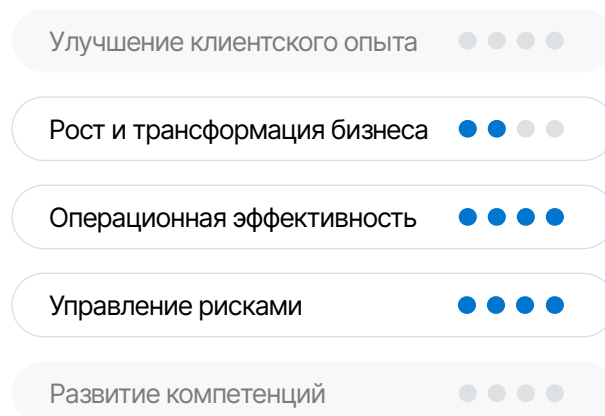 Улучшение клиентского опыта
Рост и трансформация бизнеса
Операционная эффективность
Управление рисками
Развитие компетенций